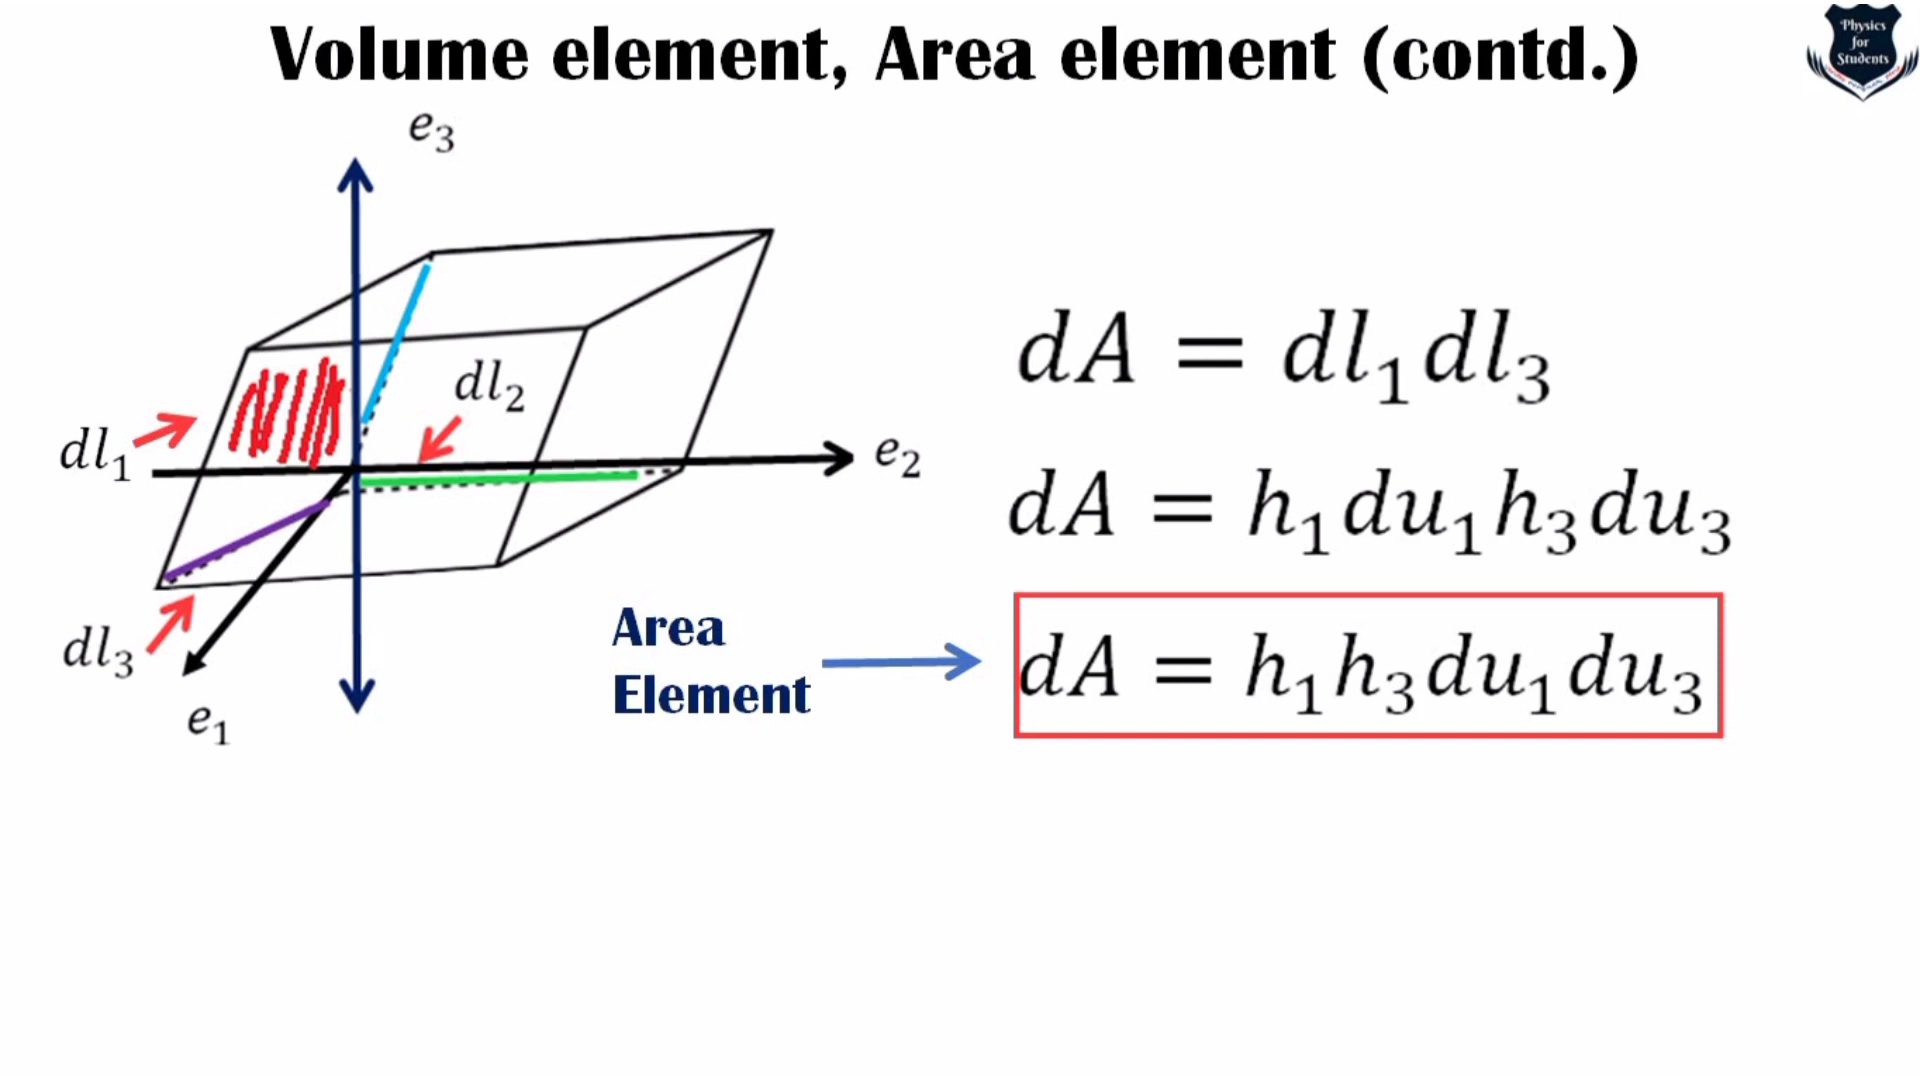 Volume element, Area element (contd.)
Physics
for
Students
e₃
dl₂
dl₁
e₂
dl₃
e₁
dA = dl₁dl₃
dA = h₁du₁h₃du₃
Area
Element
dA = h₁h₃du₁du₃